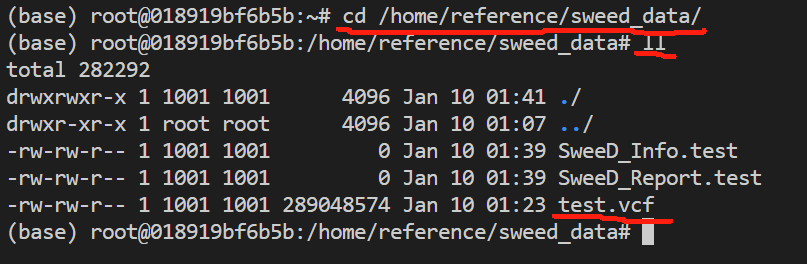 (base) root@018919bf6b5b:~# cd /home/reference/sweed_data/
(base) root@018919bf6b5b:/home/reference/sweed_data# ll
total 282292
drwxrwxr-x 1 1001 1001      4096 Jan 10 01:41 ./
drwxr-xr-x 1 root root      4096 Jan 10 01:07 ../
-rw-rw-r-- 1 1001 1001         0 Jan 10 01:39 SweeD_Info.test
-rw-rw-r-- 1 1001 1001         0 Jan 10 01:39 SweeD_Report.test
-rw-rw-r-- 1 1001 1001 289048574 Jan 10 01:23 test.vcf
(base) root@018919bf6b5b:/home/reference/sweed_data#